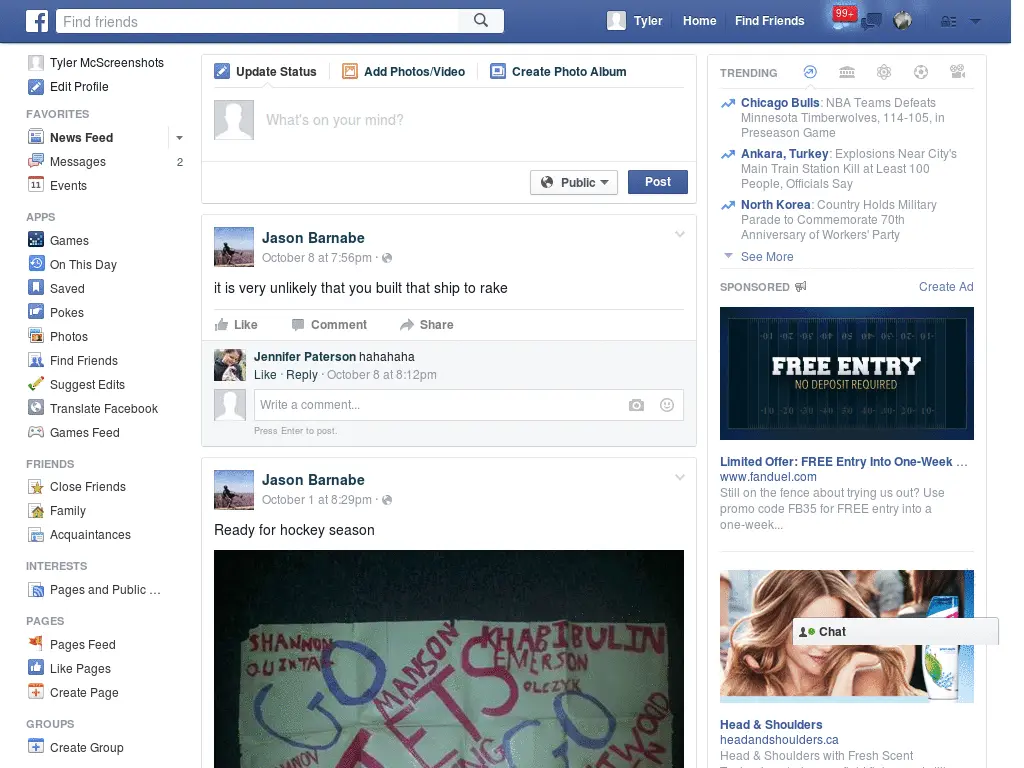 f
Find friends
Tyler
Home
Find Friends
99+
Tyler McScreenshots
Edit Profile
FAVORITES
News Feed
Messages
2
11
Events
APPS
Games
On This Day
Saved
Pokes
Photos
Find Friends
Suggest Edits
Translate Facebook
Games Feed
FRIENDS
Close Friends
Family
Acquaintances
INTERESTS
Pages and Public ...
PAGES
Pages Feed
Like Pages
Create Page
GROUPS
Create Group
Update Status
Add Photos/Video
Create Photo Album
What's on your mind?
Public
Post
Jason Barnabe
October 8 at 7:56pm ·
it is very unlikely that you built that ship to rake
Like
Comment
Share
Jennifer Paterson hahahaha
Like · Reply · October 8 at 8:12pm
Write a comment...
Press Enter to post.
Jason Barnabe
October 1 at 8:29pm ·
Ready for hockey season
SHANNON
QUINTAL
MANSON
KHABIBULIN
EMERSON
OLCZYK
GO
JETS
GO
TRENDING
Chicago Bulls: NBA Teams Defeats
Minnesota Timberwolves, 114-105, in
Preseason Game
Ankara, Turkey: Explosions Near City's
Main Train Station Kill at Least 100
People, Officials Say
North Korea: Country Holds Military
Parade to Commemorate 70th
Anniversary of Workers' Party
See More
SPONSORED
Create Ad
FREE ENTRY
NO DEPOSIT REQUIRED
Limited Offer: FREE Entry Into One-Week ...
www.fanduel.com
Still on the fence about trying us out? Use
promo code FB35 for FREE entry into a
one-week...
Chat
Head & Shoulders
headandshoulders.ca
Head & Shoulders with Fresh Scent